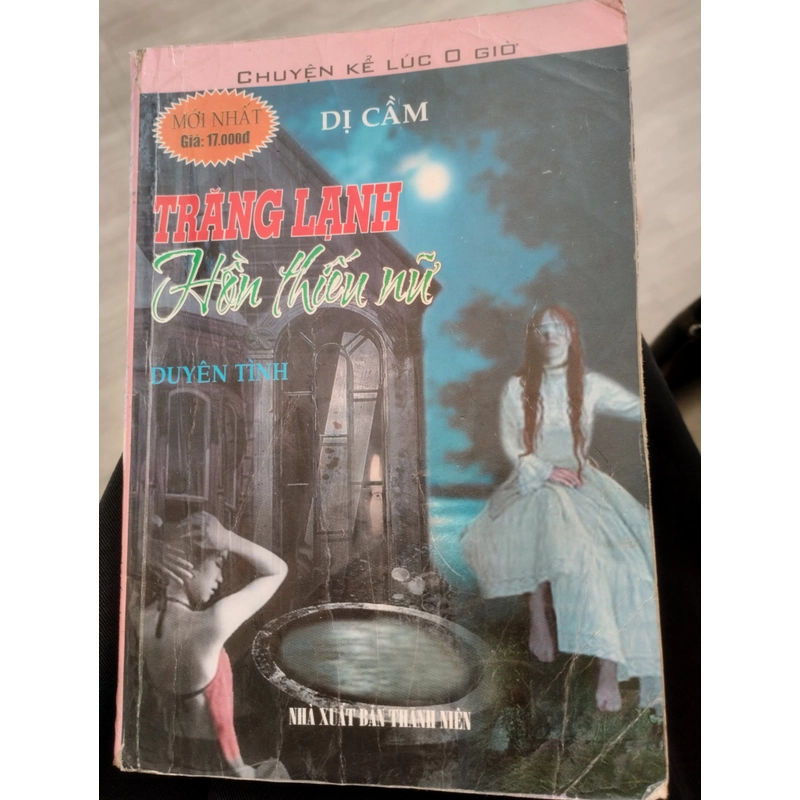 CHUYỆN KỂ LÚC 0 GIỜ
MỚI NHẤT
Giá: 17.000đ
DỊ CẦM
TRĂNG LẠNH
Hồn thiếu nữ
DUYÊN TÌNH
NHÀ XUẤT BẢN THANH NIÊN